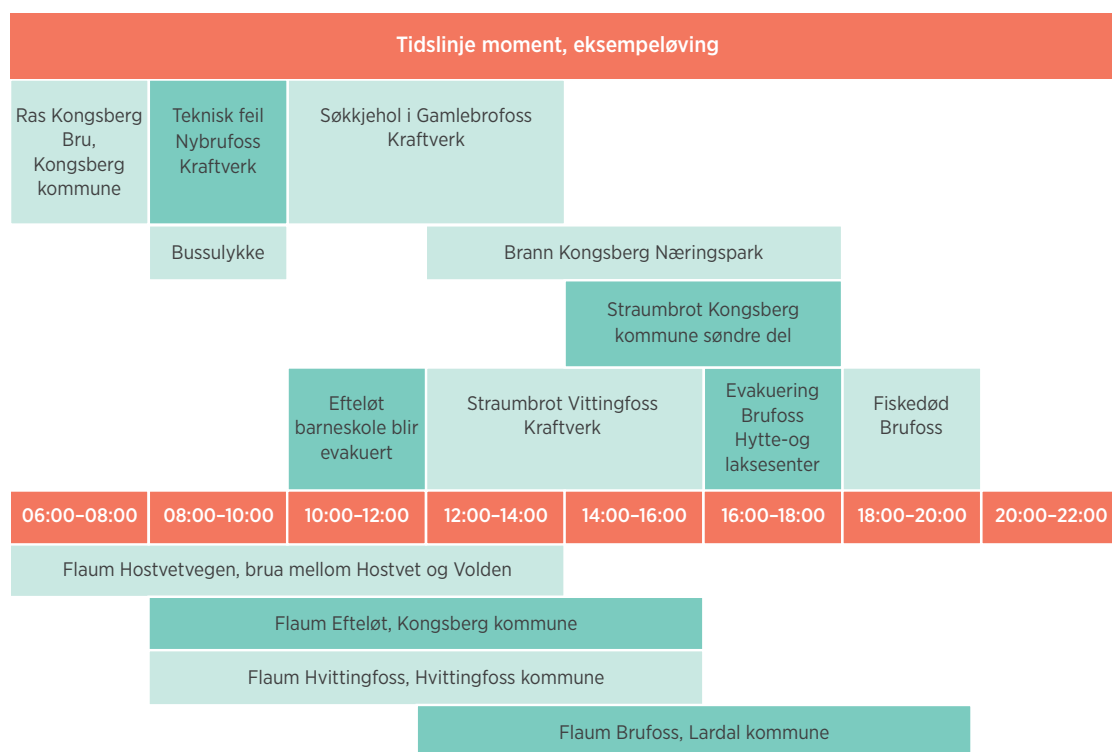 Tidslinje moment, eksempeløving
Ras Kongsberg
Bru,
Kongsberg
kommune
Teknisk feil
Nybrufoss
Kraftverk
Søkkjehol i Gamlebrofoss
Kraftverk
Bussulykke
Brann Kongsberg Næringspark
Straumbrot Kongsberg
kommune søndre del
Efteløt
barneskole blir
evakuert
Straumbrot Vittingfoss
Kraftverk
Evakuering
Brufoss
Hytte-og
laksesenter
Fiskedød
Brufoss
06:00–08:00
08:00–10:00
10:00–12:00
12:00–14:00
14:00–16:00
16:00–18:00
18:00–20:00
20:00–22:00
Flaum Hostvetvegen, brua mellom Hostvet og Volden
Flaum Efteløt, Kongsberg kommune
Flaum Hvittingfoss, Hvittingfoss kommune
Flaum Brufoss, Lardal kommune